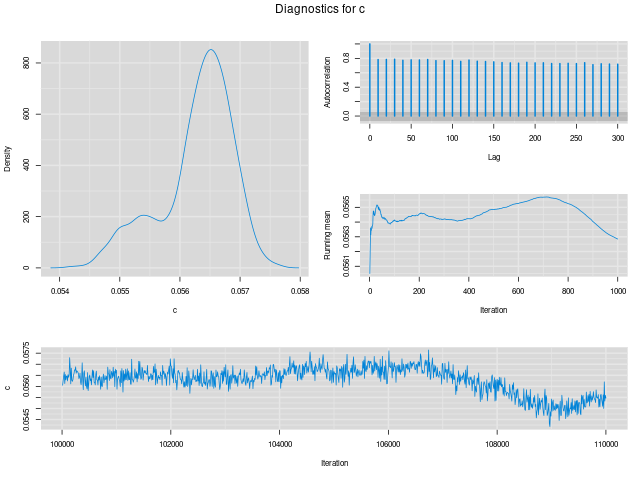 Diagnostics for c
Density
0 200 400 600 800
0.054 0.055 0.056 0.057 0.058
c
Autocorrelation
0.0 0.4 0.8
0 50 100 150 200 250 300
Lag
Running mean
0.0561 0.0563 0.0565
0 200 400 600 800 1000
Iteration
c
0.0545 0.0560 0.0575
100000 102000 104000 106000 108000 110000
Iteration